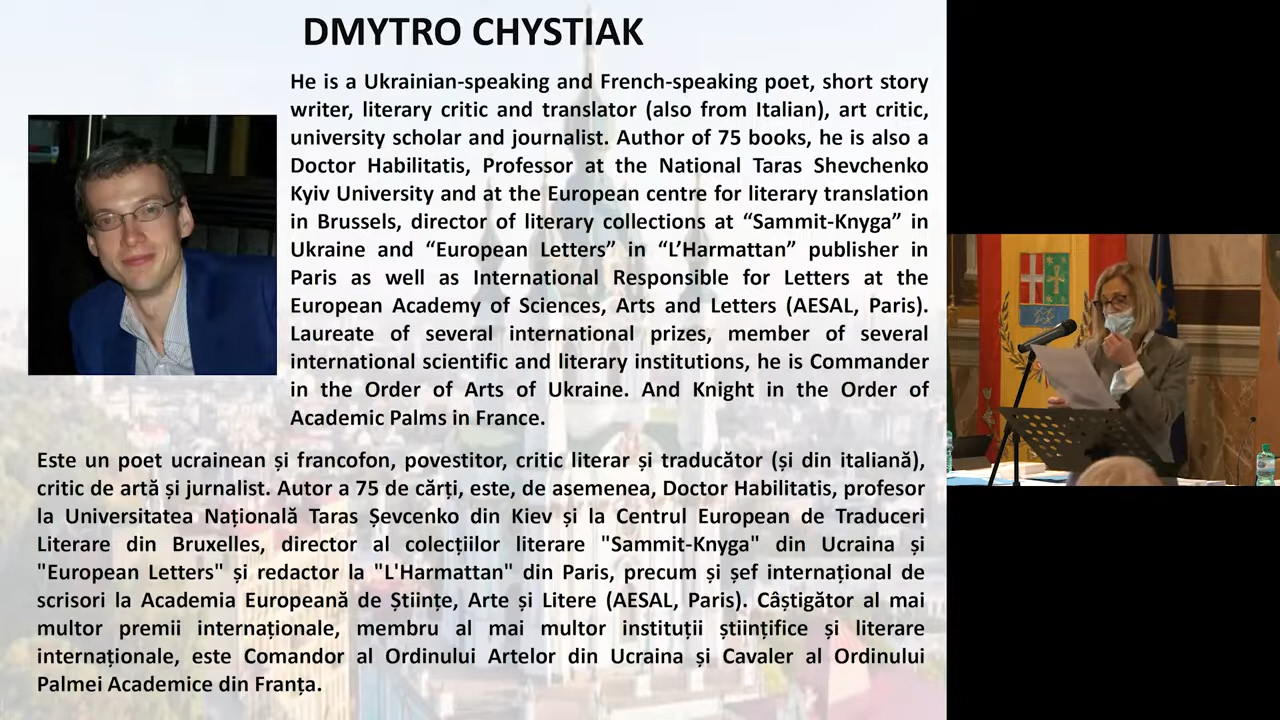 DMYTRO CHYSTIAK
He is a Ukrainian-speaking and French-speaking poet, short story
writer, literary critic and translator (also from Italian), art critic,
university scholar and journalist. Author of 75 books, he is also a
Doctor Habilitatis, Professor at the National Taras Shevchenko
Kyiv University and at the European centre for literary translation
in Brussels, director of literary collections at “Sammit-Knyga” in
Ukraine and “European Letters” in “L’Harmattan” publisher in
Paris as well as International Responsible for Letters at the
European Academy of Sciences, Arts and Letters (AESAL, Paris).
Laureate of several international prizes, member of several
international scientific and literary institutions, he is Commander
in the Order of Arts of Ukraine. And Knight in the Order of
Academic Palms in France.
Este un poet ucrainean și francofon, povestitor, critic literar și traducător (și din italiană),
critic de artă și jurnalist. Autor a 75 de cărți, este, de asemenea, Doctor Habilitatis, profesor
la Universitatea Națională Taras Șevcenko din Kiev și la Centrul European de Traduceri
Literare din Bruxelles, director al colecțiilor literare "Sammit-Knyga" din Ucraina și
"European Letters" și redactor la "L'Harmattan" din Paris, precum și șef internațional de
scrisori la Academia Europeană de Științe, Arte și Litere (AESAL, Paris). Câștigător al mai
multor premii internaționale, membru al mai multor instituții științifice și literare
internaționale, este Comandor al Ordinului Artelor din Ucraina și Cavaler al Ordinului
Palmei Academice din Franța.